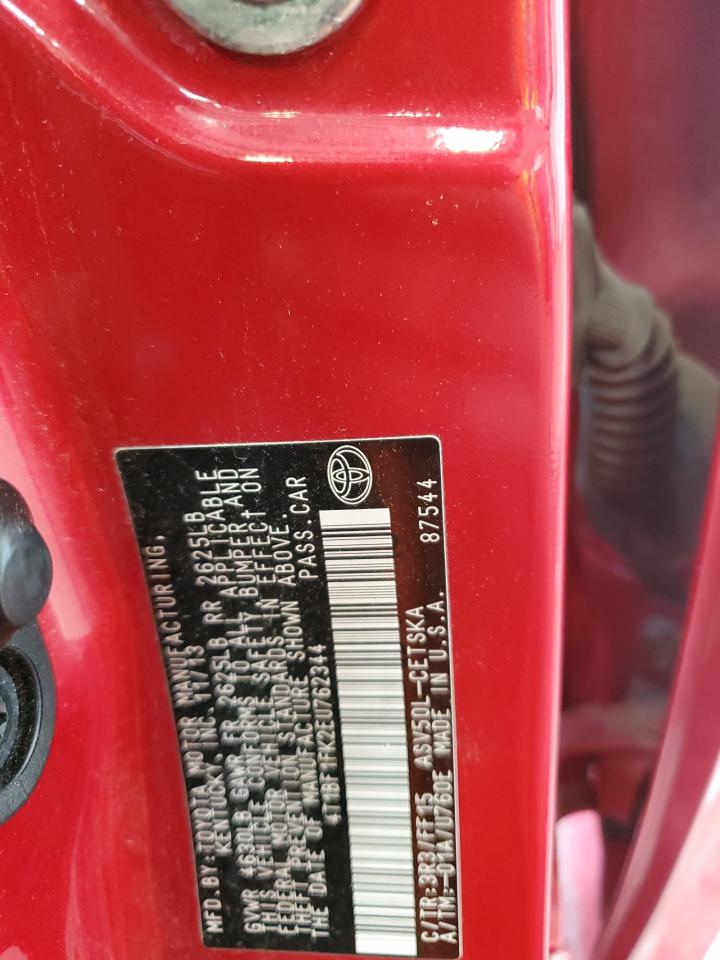 MFD. BY: TOYOTA MOTOR MANUFACTURING,
KENTUCKY, INC. 11/13
GVWR 4630LB GAWR FR 2625LB RR 2625LB
THIS VEHICLE CONFORMS TO ALL APPLICABLE
FEDERAL MOTOR VEHICLE SAFETY, BUMPER, AND
THEFT PREVENTION STANDARDS IN EFFECT ON
THE DATE OF MANUFACTURE SHOWN ABOVE.
4T1BF1FK2EU762344 PASS. CAR
C/TR: 3R3/FF15 ASV50L-CETSKA
A/TM: -01A/U760E MADE IN U.S.A. 87544